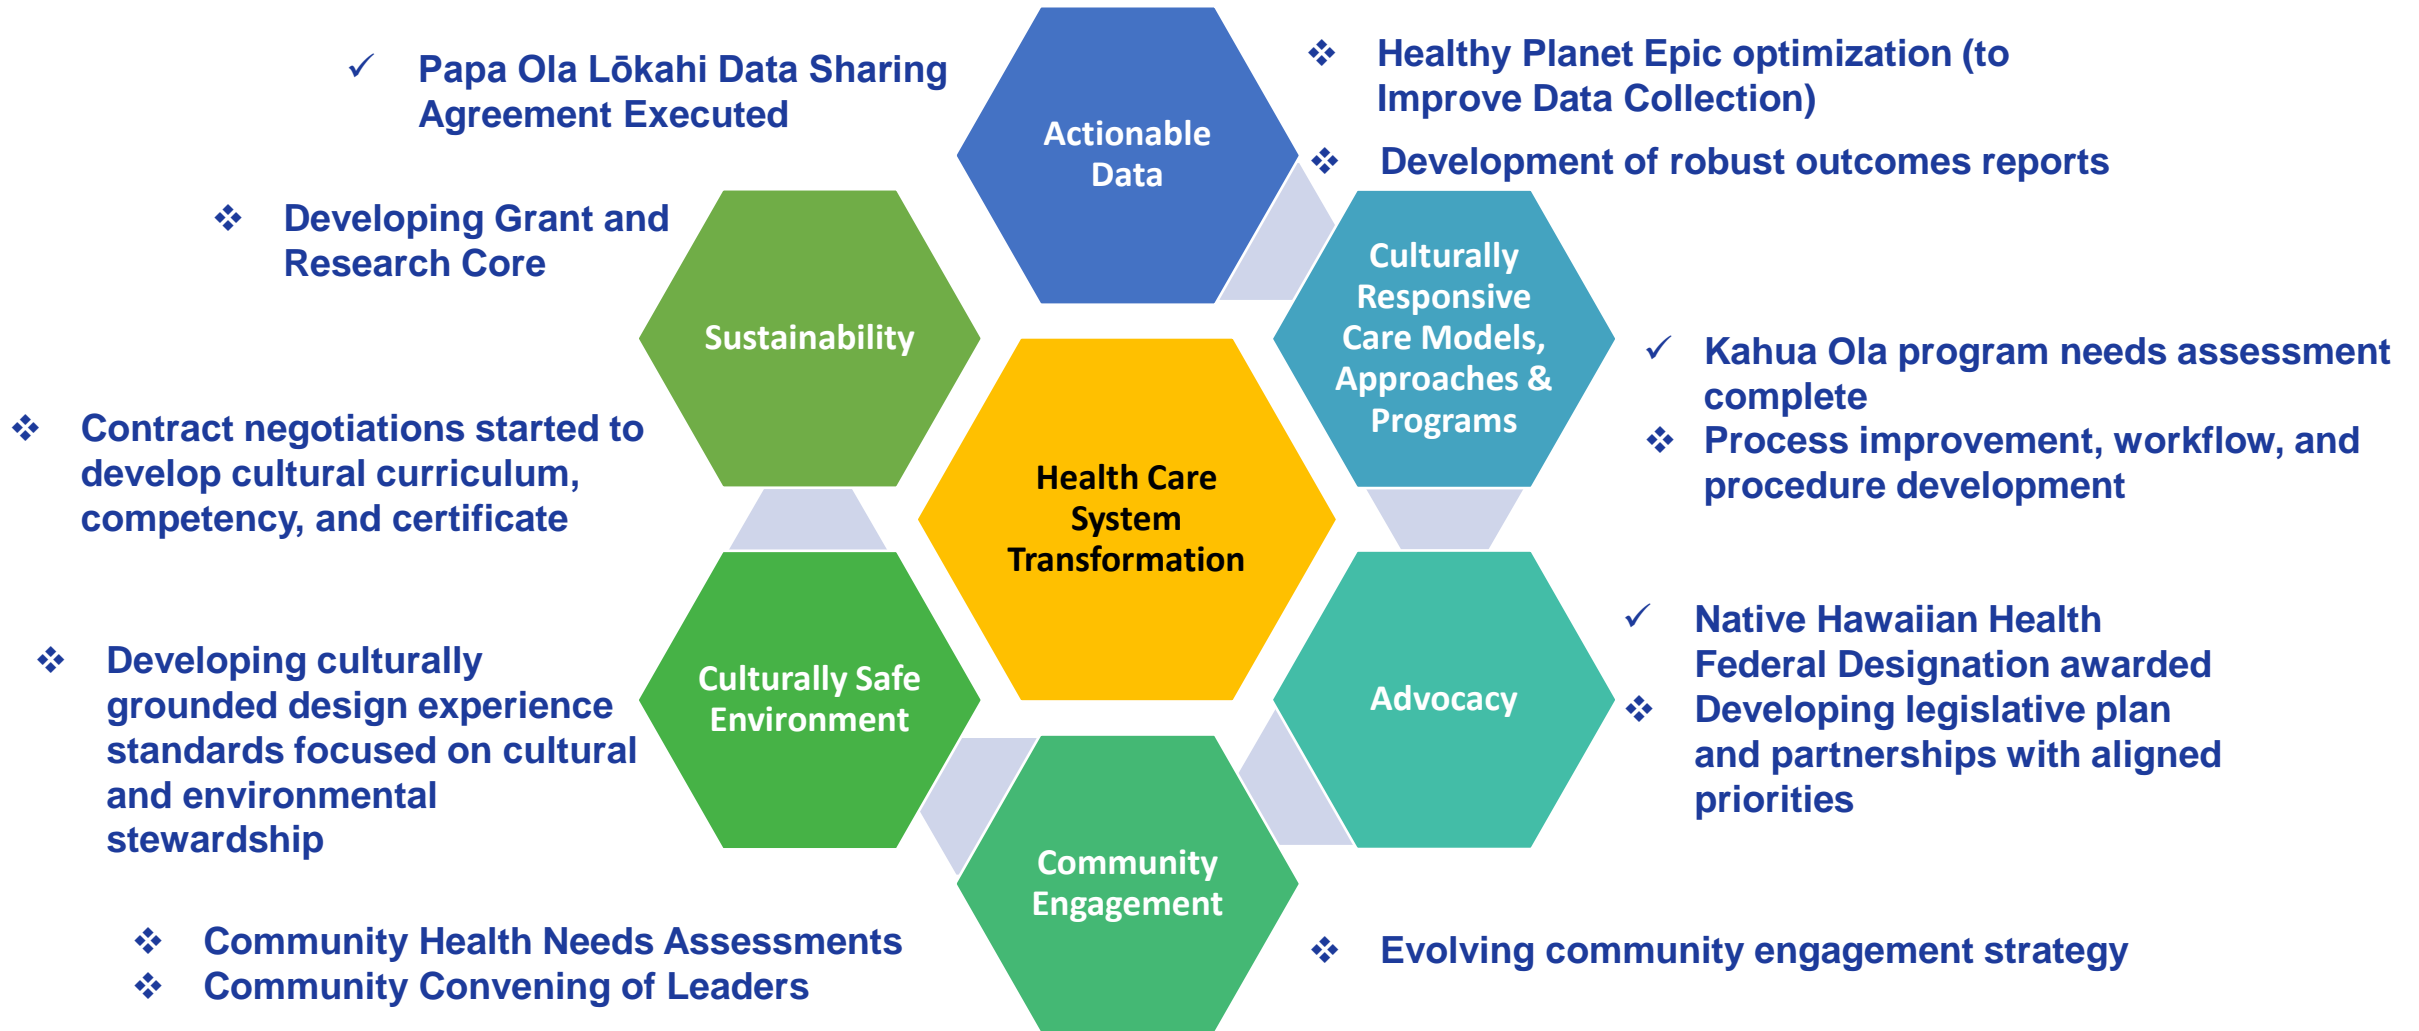 ✓ Papa Ola Lōkahi Data Sharing
Agreement Executed
❖ Healthy Planet Epic optimization (to
Improve Data Collection)
❖ Development of robust outcomes reports
Actionable
Data
❖ Developing Grant and
Research Core
Sustainability
Culturally
Responsive
Care Models,
Approaches &
Programs
✓ Kahua Ola program needs assessment
complete
❖ Process improvement, workflow, and
procedure development
❖ Contract negotiations started to
develop cultural curriculum,
competency, and certificate
Health Care
System
Transformation
❖ Developing culturally
grounded design experience
standards focused on cultural
and environmental
stewardship
Culturally Safe
Environment
Advocacy
✓ Native Hawaiian Health
Federal Designation awarded
❖ Developing legislative plan
and partnerships with aligned
priorities
Community
Engagement
❖ Community Health Needs Assessments
❖ Community Convening of Leaders
❖ Evolving community engagement strategy